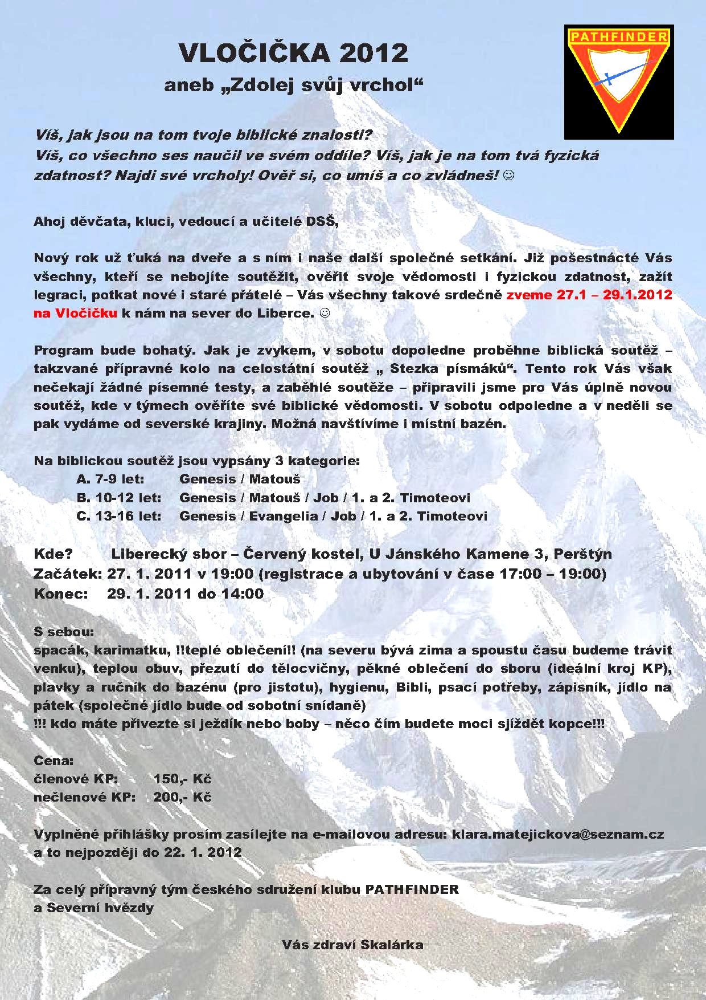 VLOČIČKA 2012
PATHFINDER
aneb „Zdolej svůj vrchol“
Víš, jak jsou na tom tvoje biblické znalosti?
Víš, co všechno ses naučil ve svém oddíle? Víš, jak je na tom tvá fyzická
zdatnost? Najdi své vrcholy! Ověř si, co umíš a co zvládneš! ☺
Ahoj děvčata, kluci, vedoucí a učitelé DSŠ,
Nový rok už ťuká na dveře a s ním i naše další společné setkání. Již pošestnácté Vás
všechny, kteří se nebojíte soutěžit, ověřit svoje vědomosti i fyzickou zdatnost, zažít
legraci, potkat nové i staré přátelé – Vás všechny takové srdečně zveme 27.1 – 29.1.2012
na Vločičku k nám na sever do Liberce. ☺
Program bude bohatý. Jak je zvykem, v sobotu dopoledne proběhne biblická soutěž –
takzvané přípravné kolo na celostátní soutěž „ Stezka písmáků“. Tento rok Vás však
nečekají žádné písemné testy, a zaběhlé soutěže – připravili jsme pro Vás úplně novou
soutěž, kde v týmech ověříte své biblické vědomosti. V sobotu odpoledne a v neděli se
pak vydáme od severské krajiny. Možná navštívíme i místní bazén.
Na biblickou soutěž jsou vypsány 3 kategorie:
A. 7-9 let: Genesis / Matouš
B. 10-12 let: Genesis / Matouš / Job / 1. a 2. Timoteovi
C. 13-16 let: Genesis / Evangelia / Job / 1. a 2. Timoteovi
Kde? Liberecký sbor – Červený kostel, U Jánského Kamene 3, Perštýn
Začátek: 27. 1. 2011 v 19:00 (registrace a ubytování v čase 17:00 – 19:00)
Konec: 29. 1. 2011 do 14:00
S sebou:
spacák, karimatku, !!teplé oblečení!! (na severu bývá zima a spoustu času budeme trávit
venku), teplou obuv, přezutí do tělocvičny, pěkné oblečení do sboru (ideální kroj KP),
plavky a ručník do bazénu (pro jistotu), hygienu, Bibli, psací potřeby, zápisník, jídlo na
pátek (společné jídlo bude od sobotní snídaně)
!!! kdo máte přivezte si ježdík nebo boby – něco čím budete moci sjíždět kopce!!!
Cena:
členové KP: 150,- Kč
nečlenové KP: 200,- Kč
Vyplněné přihlášky prosím zasílejte na e-mailovou adresu: klara.matejickova@seznam.cz
a to nejpozději do 22. 1. 2012
Za celý přípravný tým českého sdružení klubu PATHFINDER
a Severní hvězdy
Vás zdraví Skalárka